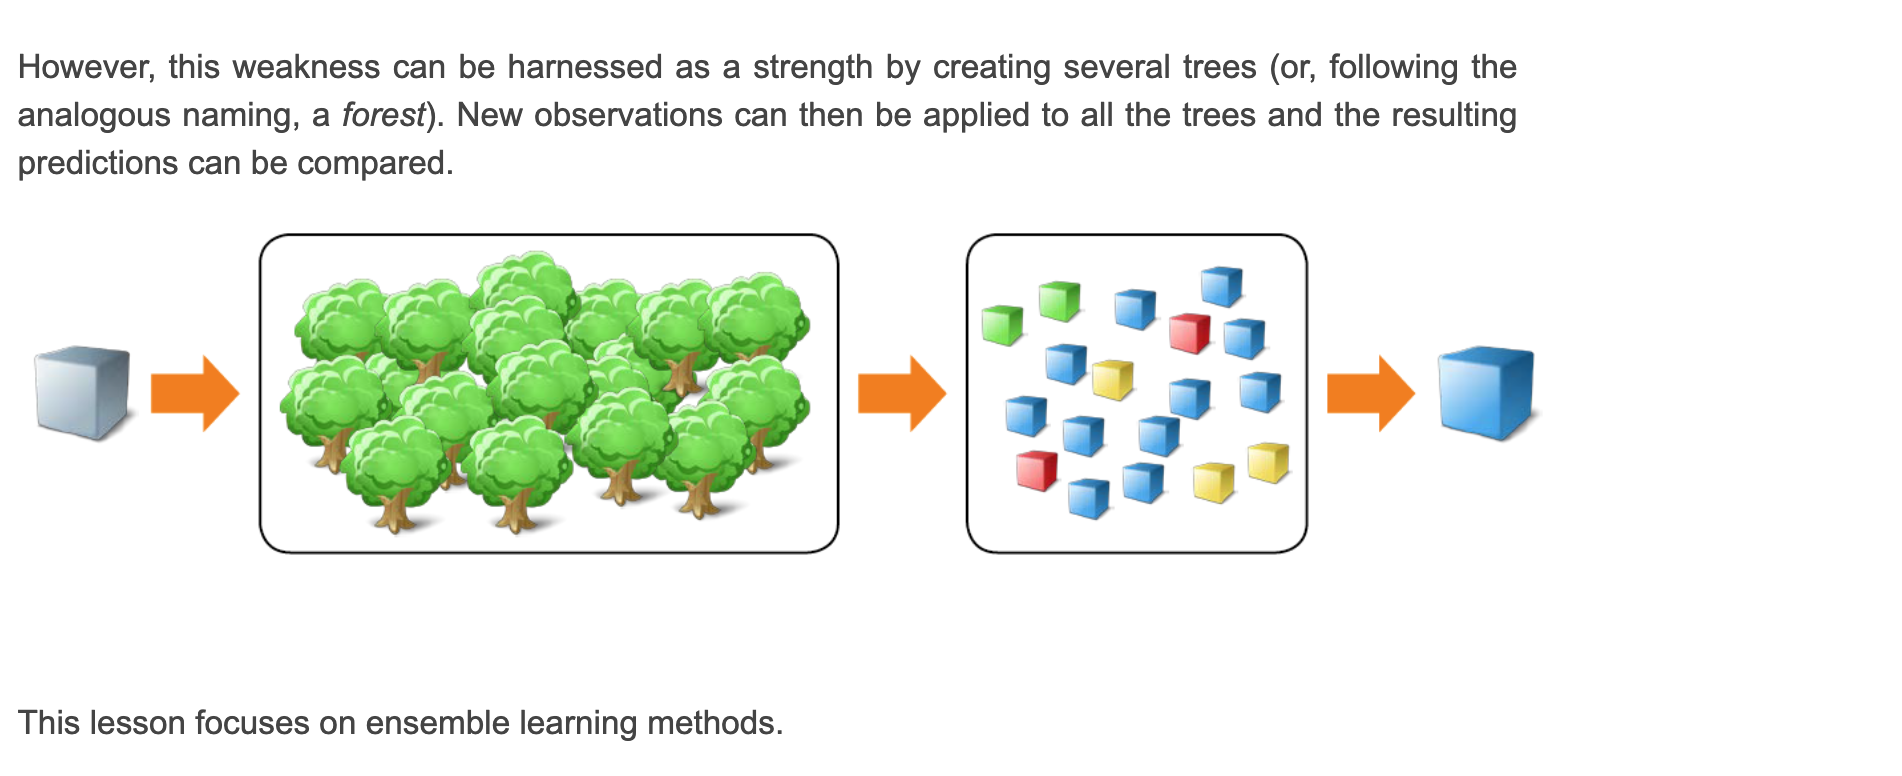 However, this weakness can be harnessed as a strength by creating several trees (or, following the
analogous naming, a forest). New observations can then be applied to all the trees and the resulting
predictions can be compared.
This lesson focuses on ensemble learning methods.